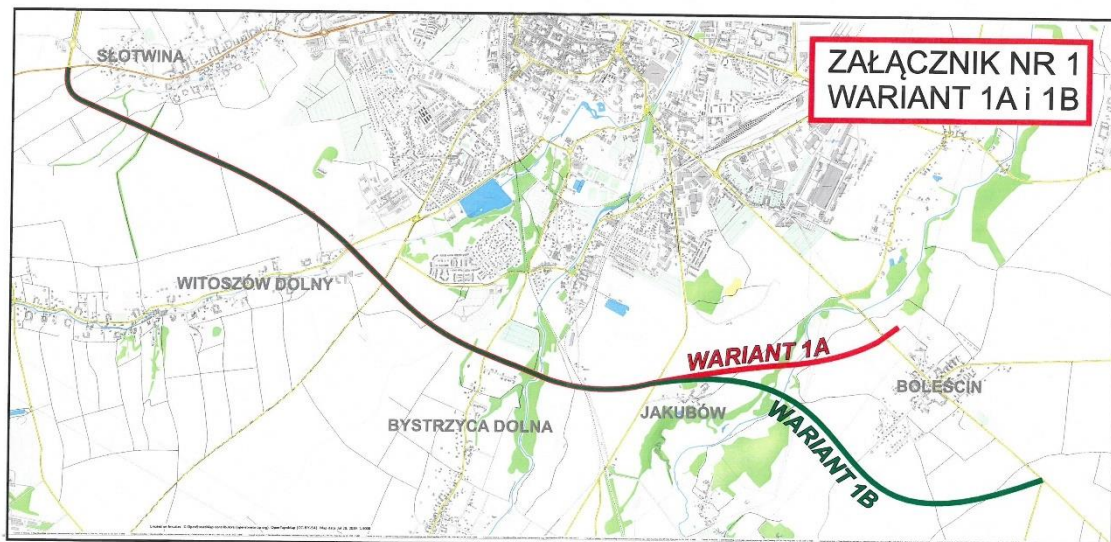 ZAŁĄCZNIK NR 1
WARIANT 1A i 1B
SŁOTWINA
WITOSZÓW DOLNY
WARIANT 1A
BOLEŚCIN
JAKUBÓW
BYSTRZYCA DOLNA
WARIANT 1B